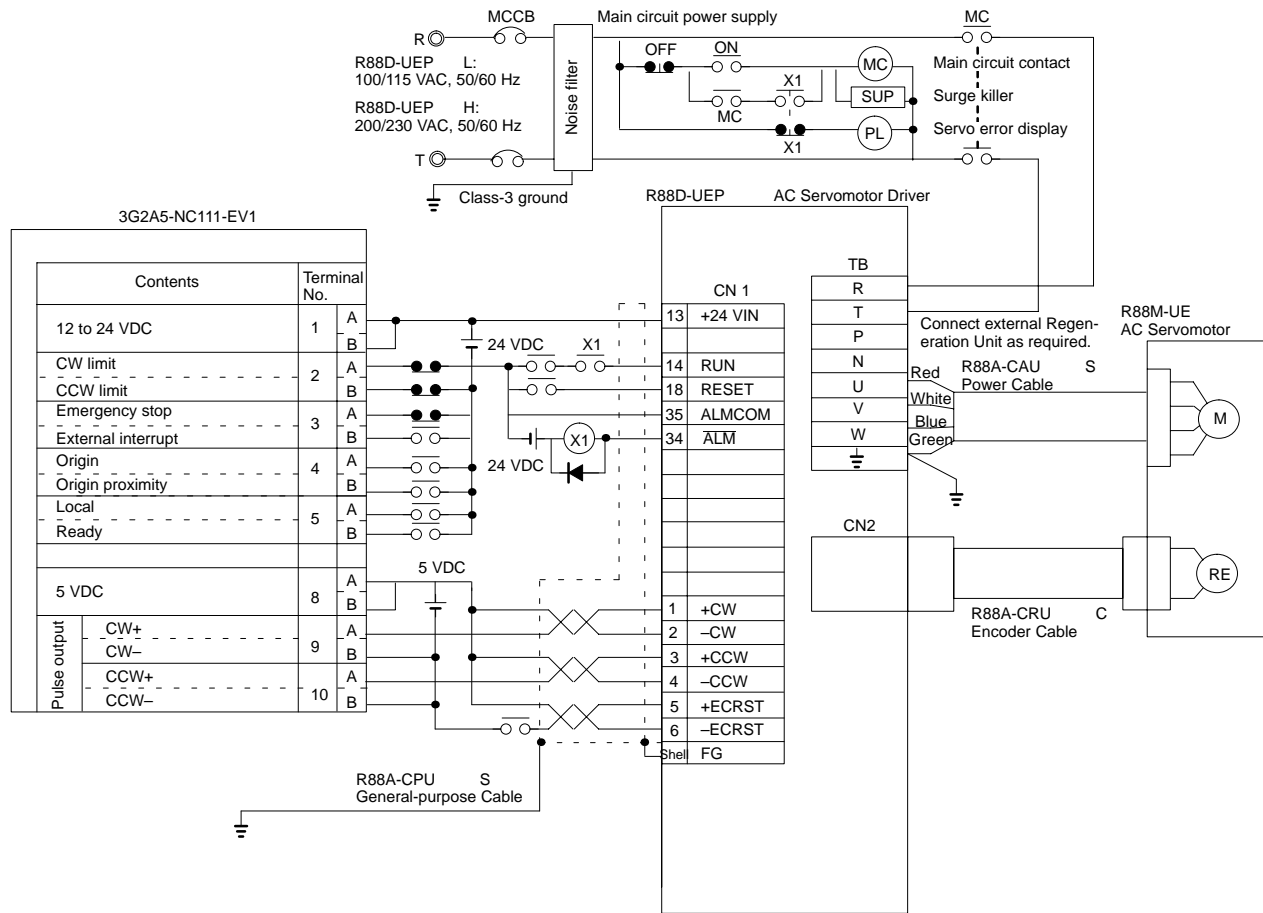 MCCB
Main circuit power supply
MC
R
OFF
ON
MC
Main circuit contact
R88D-UEP L:
100/115 VAC, 50/60 Hz
X1
SUP
Surge killer
R88D-UEP H:
200/230 VAC, 50/60 Hz
Noise filter
MC
PL
Servo error display
X1
T
Class-3 ground
R88D-UEP
AC Servomotor Driver
3G2A5-NC111-EV1
Contents
Terminal
No.
12 to 24 VDC
1
A
B
CW limit
2
A
CCW limit
B
Emergency stop
3
A
External interrupt
B
Origin
4
A
Origin proximity
B
Local
5
A
Ready
B
5 VDC
8
A
B
Pulse output
CW+
9
A
CW–
B
CCW+
10
A
CCW–
B
24 VDC
X1
X1
24 VDC
5 VDC
CN 1
13 +24 VIN
14 RUN
18 RESET
35 ALMCOM
34 ALM
1 +CW
2 –CW
3 +CCW
4 –CCW
5 +ECRST
6 –ECRST
Shell FG
R88A-CPU S
General-purpose Cable
TB
R
T
P
N
U
V
W
Connect external Regen-
eration Unit as required.
Red
White
Blue
Green
R88A-CAU S
Power Cable
R88M-UE
AC Servomotor
M
CN2
RE
R88A-CRU C
Encoder Cable